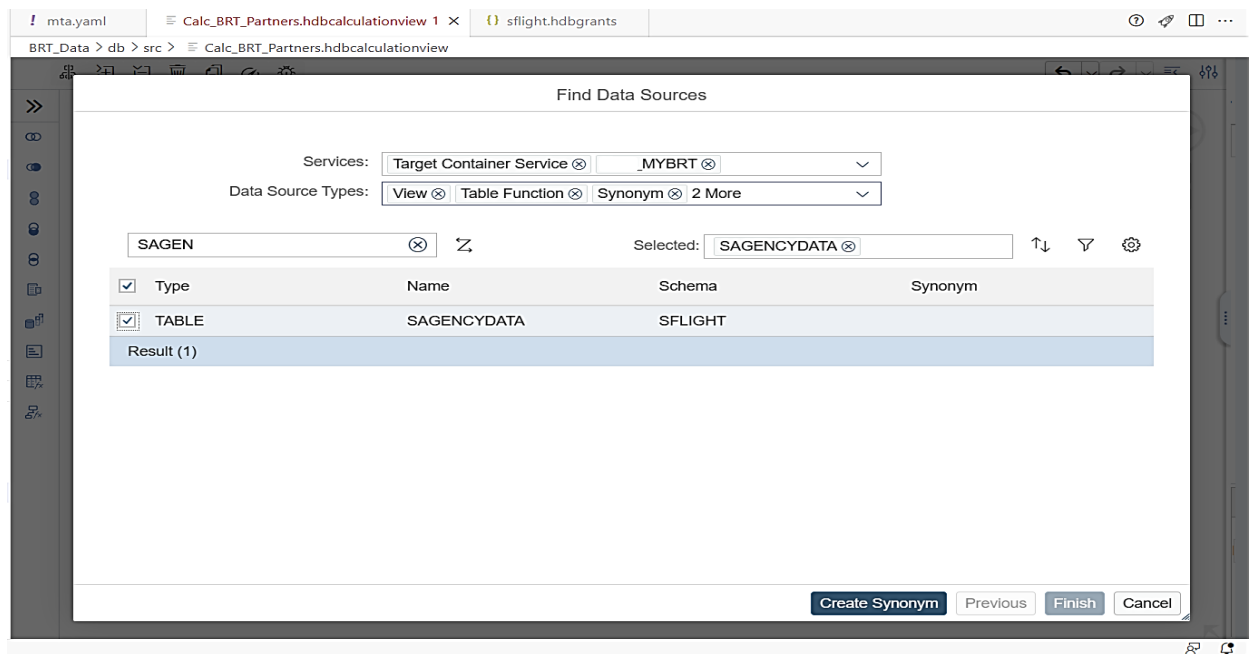 ! mta.yaml
Calc_BRT_Partners.hdbcalculationview 1 ×
{} sflight.hdbgrants
BRT_Data > db > src > Calc_BRT_Partners.hdbcalculationview
Find Data Sources
Services: Target Container Service _MYBRT
Data Source Types: View Table Function Synonym 2 More
SAGEN
Selected: SAGENCYDATA
Type Name Schema Synonym
TABLE SAGENCYDATA SFLIGHT
Result (1)
Create Synonym Previous Finish Cancel